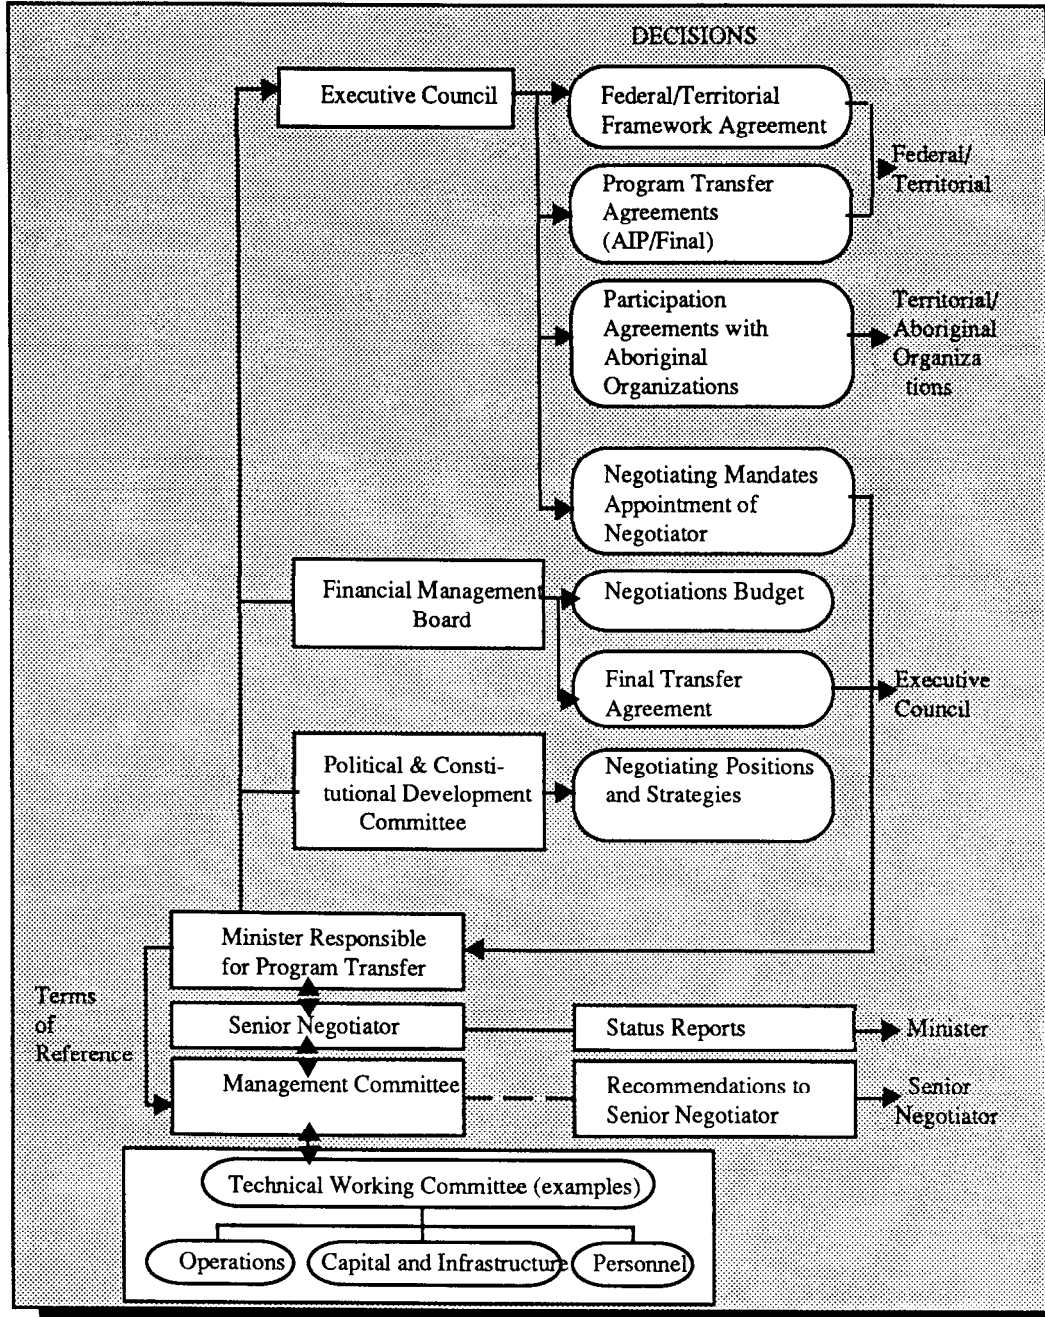 DECISIONS
Executive Council
Federal/Territorial
Framework Agreement
Federal/
Territorial
Program Transfer
Agreements
(AIP/Final)
Participation
Agreements with
Aboriginal
Organizations
Territorial/
Aboriginal
Organiza
tions
Negotiating Mandates
Appointment of
Negotiator
Financial Management
Board
Negotiations Budget
Final Transfer
Agreement
Executive
Council
Political & Consti-
tutional Development
Committee
Negotiating Positions
and Strategies
Minister Responsible
for Program Transfer
Terms
of
Reference
Senior Negotiator
Status Reports
Minister
Management Committee
Recommendations to
Senior Negotiator
Senior
Negotiator
Technical Working Committee (examples)
Operations
Capital and Infrastructure
Personnel